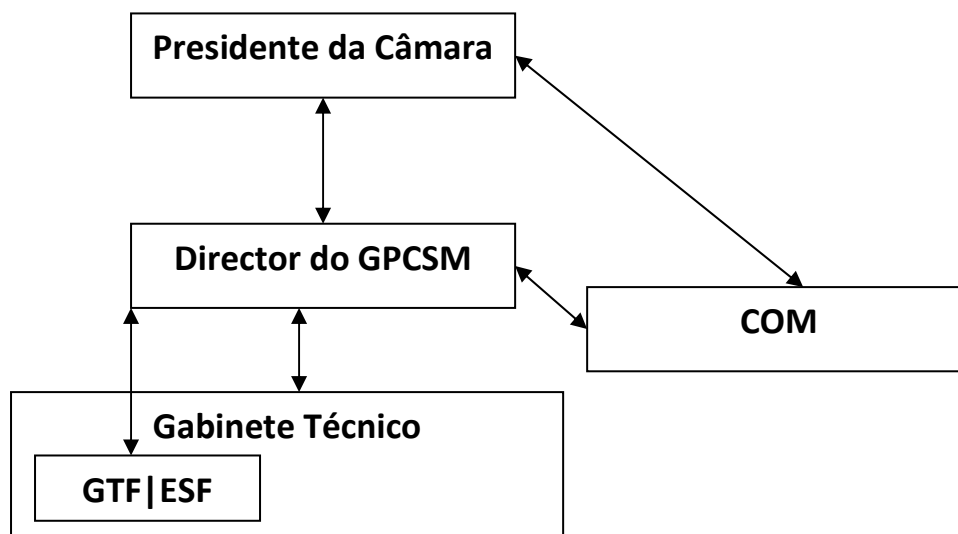 Presidente da Câmara
Director do GPCSM
COM
Gabinete Técnico
GTF|ESF